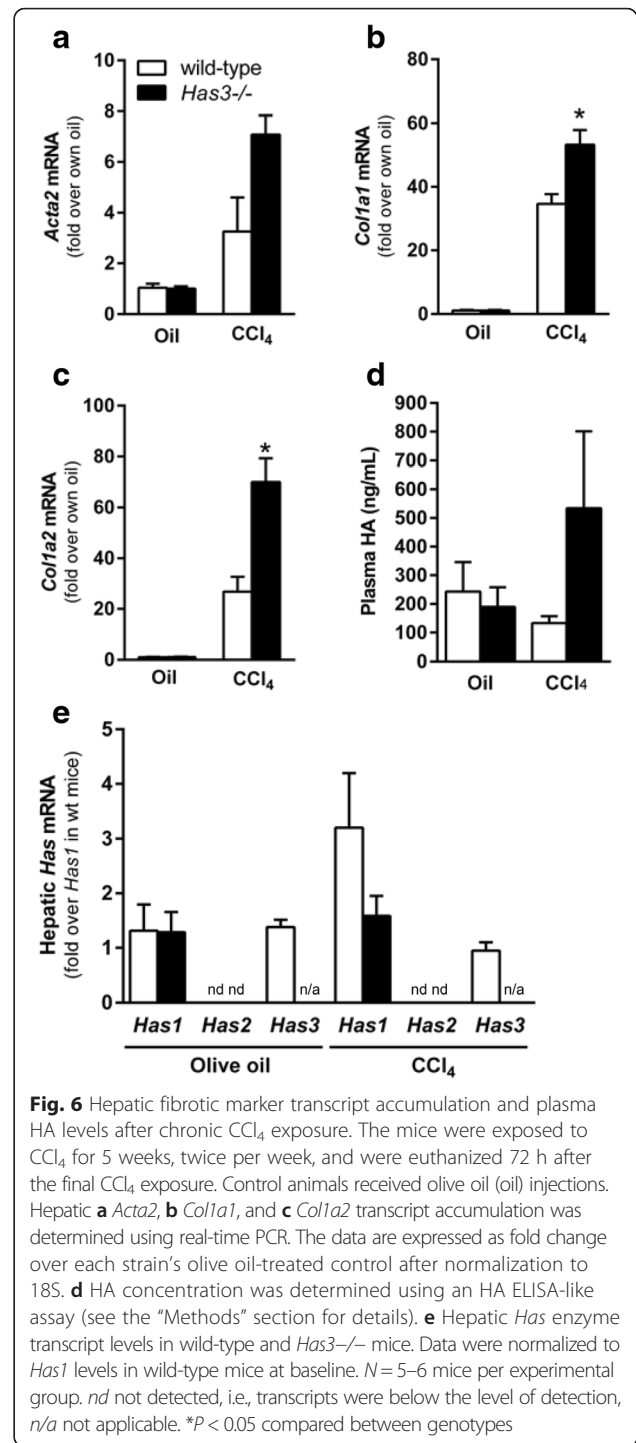 a
wild-type
Has3-/-
Acta2 mRNA
(fold over own oil)
8
6
4
2
0
Oil CCl₄
b
Col1a1 mRNA
(fold over own oil)
80
60
40
20
0
*
Oil CCl₄
c
Col1a2 mRNA
(fold over own oil)
100
80
60
40
20
0
*
Oil CCl₄
d
Plasma HA (ng/mL)
900
800
700
600
500
400
300
200
100
0
Oil CCl4
e
Hepatic Has mRNA
(fold over Has1 in wt mice)
5
4
3
2
1
0
nd nd n/a nd nd n/a
Has1 Has2 Has3 Has1 Has2 Has3
Olive oil CCl₄
Fig. 6 Hepatic fibrotic marker transcript accumulation and plasma
HA levels after chronic CCl₄ exposure. The mice were exposed to
CCl₄ for 5 weeks, twice per week, and were euthanized 72 h after
the final CCl₄ exposure. Control animals received olive oil (oil) injections.
Hepatic a Acta2, b Col1a1, and c Col1a2 transcript accumulation was
determined using real-time PCR. The data are expressed as fold change
over each strain's olive oil-treated control after normalization to
18S. d HA concentration was determined using an HA ELISA-like
assay (see the "Methods" section for details). e Hepatic Has enzyme
transcript levels in wild-type and Has3−/− mice. Data were normalized to
Has1 levels in wild-type mice at baseline. N = 5–6 mice per experimental
group. nd not detected, i.e., transcripts were below the level of detection,
n/a not applicable. *P < 0.05 compared between genotypes